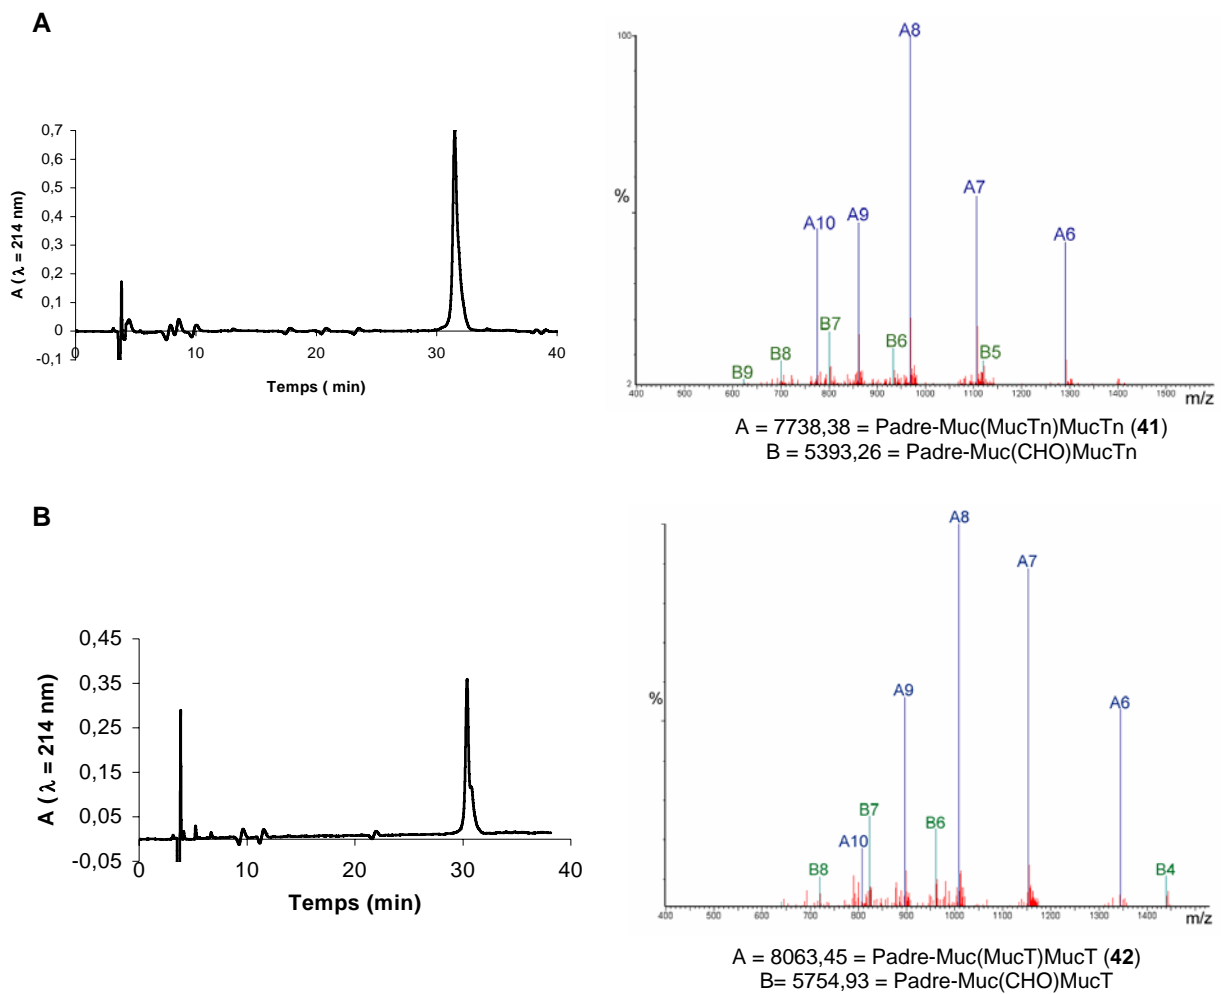 A
A ( λ = 214 nm)
0,7
0,6
0,5
0,4
0,3
0,2
0,1
0
-0,1
0 10 20 30 40
Temps ( min)
100
%
2
A8
A7
A10 A9
A6
B7
B6
B8
B5
B9
400 500 600 700 800 900 1000 1100 1200 1300 1400 1500 m/z
A = 7738,38 = Padre-Muc(MucTn)MucTn (41)
B = 5393,26 = Padre-Muc(CHO)MucTn
B
A ( λ = 214 nm)
0,45
0,35
0,25
0,15
0,05
-0,05
0 10 20 30 40
Temps (min)
%
A8
A7
A9
A6
B7
B6
A10
B8
B4
400 500 600 700 800 900 1000 1100 1200 1300 1400 m/z
A = 8063,45 = Padre-Muc(MucT)MucT (42)
B= 5754,93 = Padre-Muc(CHO)MucT